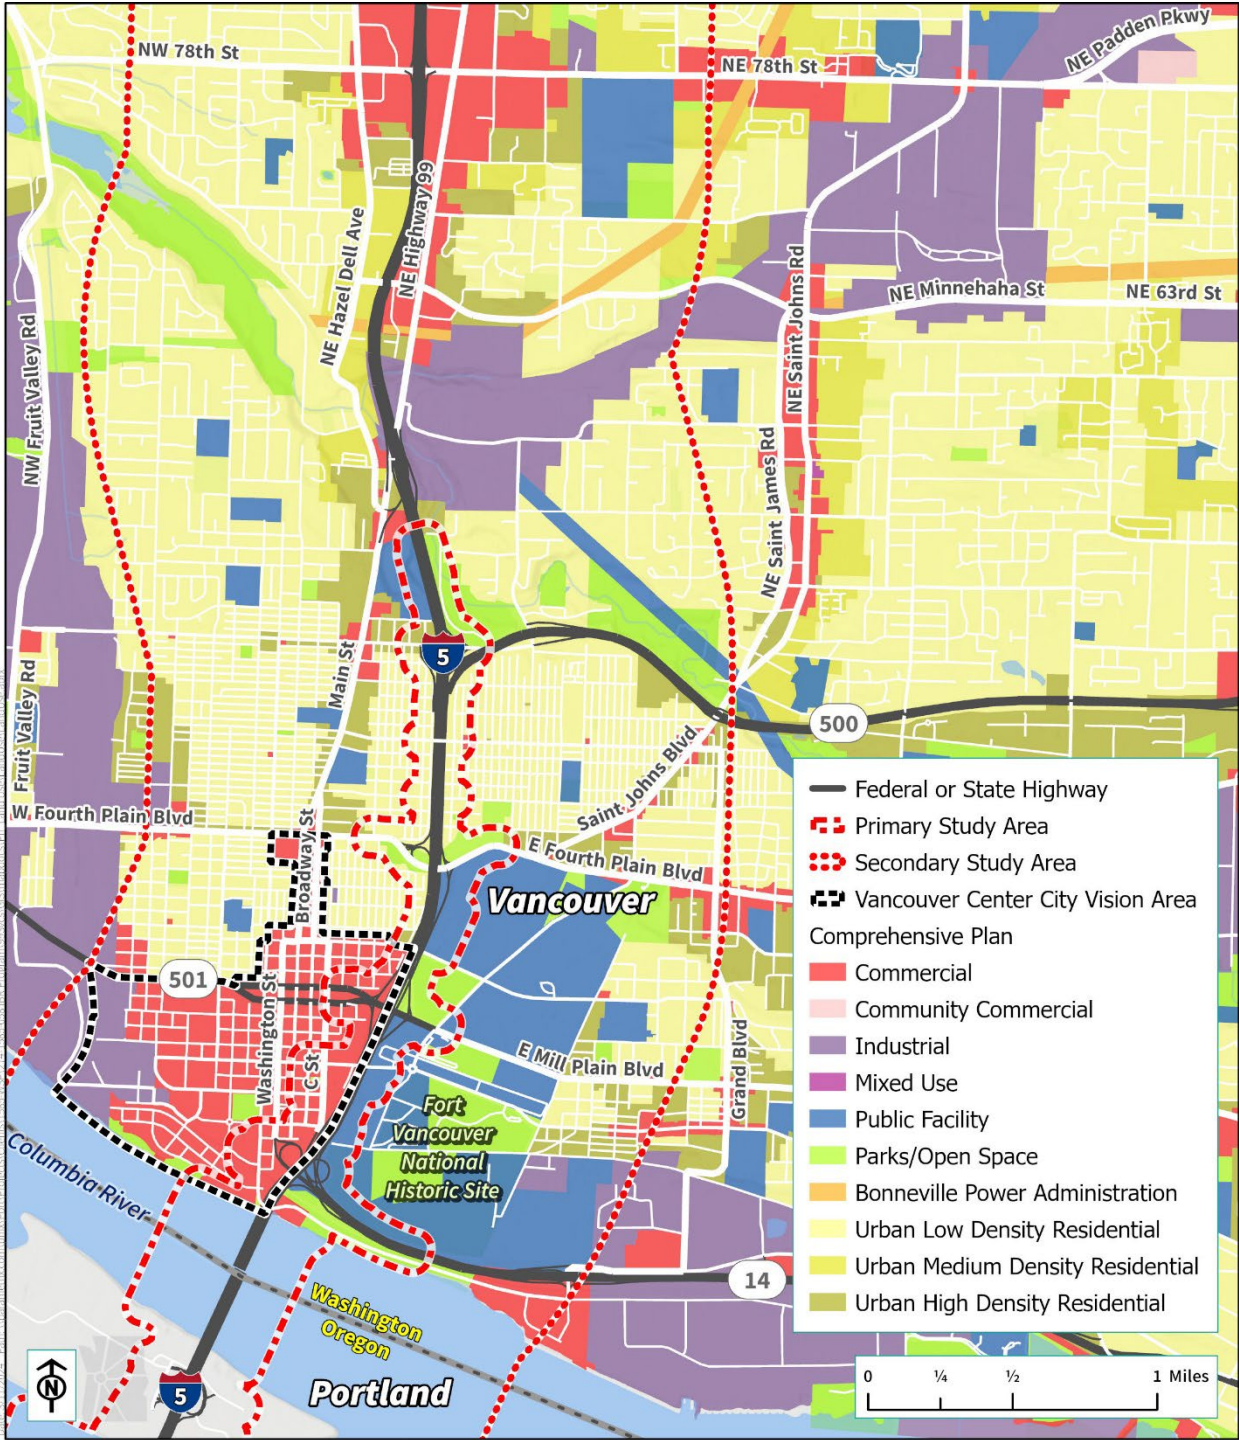 NW 78th St
NE 78th St
NE Padden Pkwy
NE Highway 99
NE Hazel Dell Ave
NW Fruit Valley Rd
NE Saint Johns Rd
NE Minnehaha St
NE 63rd St
NE Saint James Rd
5
Main St
Fruit Valley Rd
500
Saint Johns Blvd
W Fourth Plain Blvd
Broadway St
E Fourth Plain Blvd
Vancouver
501
Washington St
C St
E Mill Plain Blvd
Grand Blvd
Fort
Vancouver
National
Historic Site
Columbia River
14
Washington
Oregon
Portland
5
N
Federal or State Highway
Primary Study Area
Secondary Study Area
Vancouver Center City Vision Area
Comprehensive Plan
Commercial
Community Commercial
Industrial
Mixed Use
Public Facility
Parks/Open Space
Bonneville Power Administration
Urban Low Density Residential
Urban Medium Density Residential
Urban High Density Residential
0 ¼ ½ 1 Miles